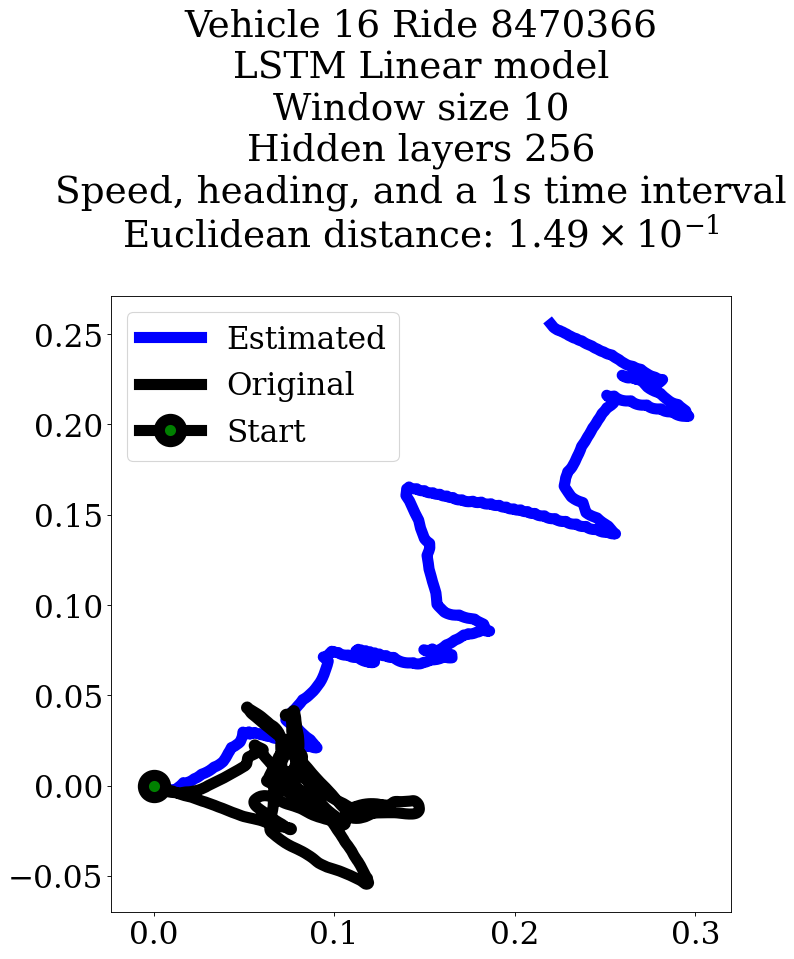 Vehicle 16 Ride 8470366
LSTM Linear model
Window size 10
Hidden layers 256
Speed, heading, and a 1s time interval
Euclidean distance: 1.49 × 10⁻¹
Estimated
Original
Start
0.25
0.20
0.15
0.10
0.05
0.00
−0.05
0.0 0.1 0.2 0.3